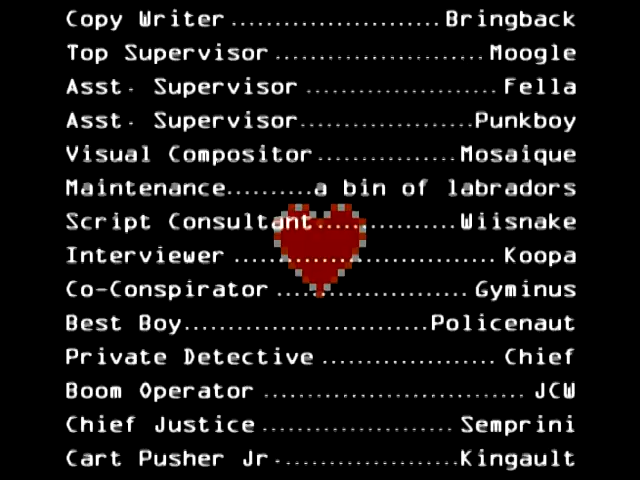 Copy Writer.......................Bringback
Top Supervisor.......................Moogle
Asst. Supervisor.....................Fella
Asst. Supervisor...................Punkboy
Visual Compositor...............Mosaique
Maintenance..........a bin of labradors
Script Consultant...............Wiisnake
Interviewer.............................Koopa
Co-Conspirator.....................Gyminus
Best Boy...........................Policenaut
Private Detective...................Chief
Boom Operator.............................JCW
Chief Justice.....................Semprini
Cart Pusher Jr....................Kingault